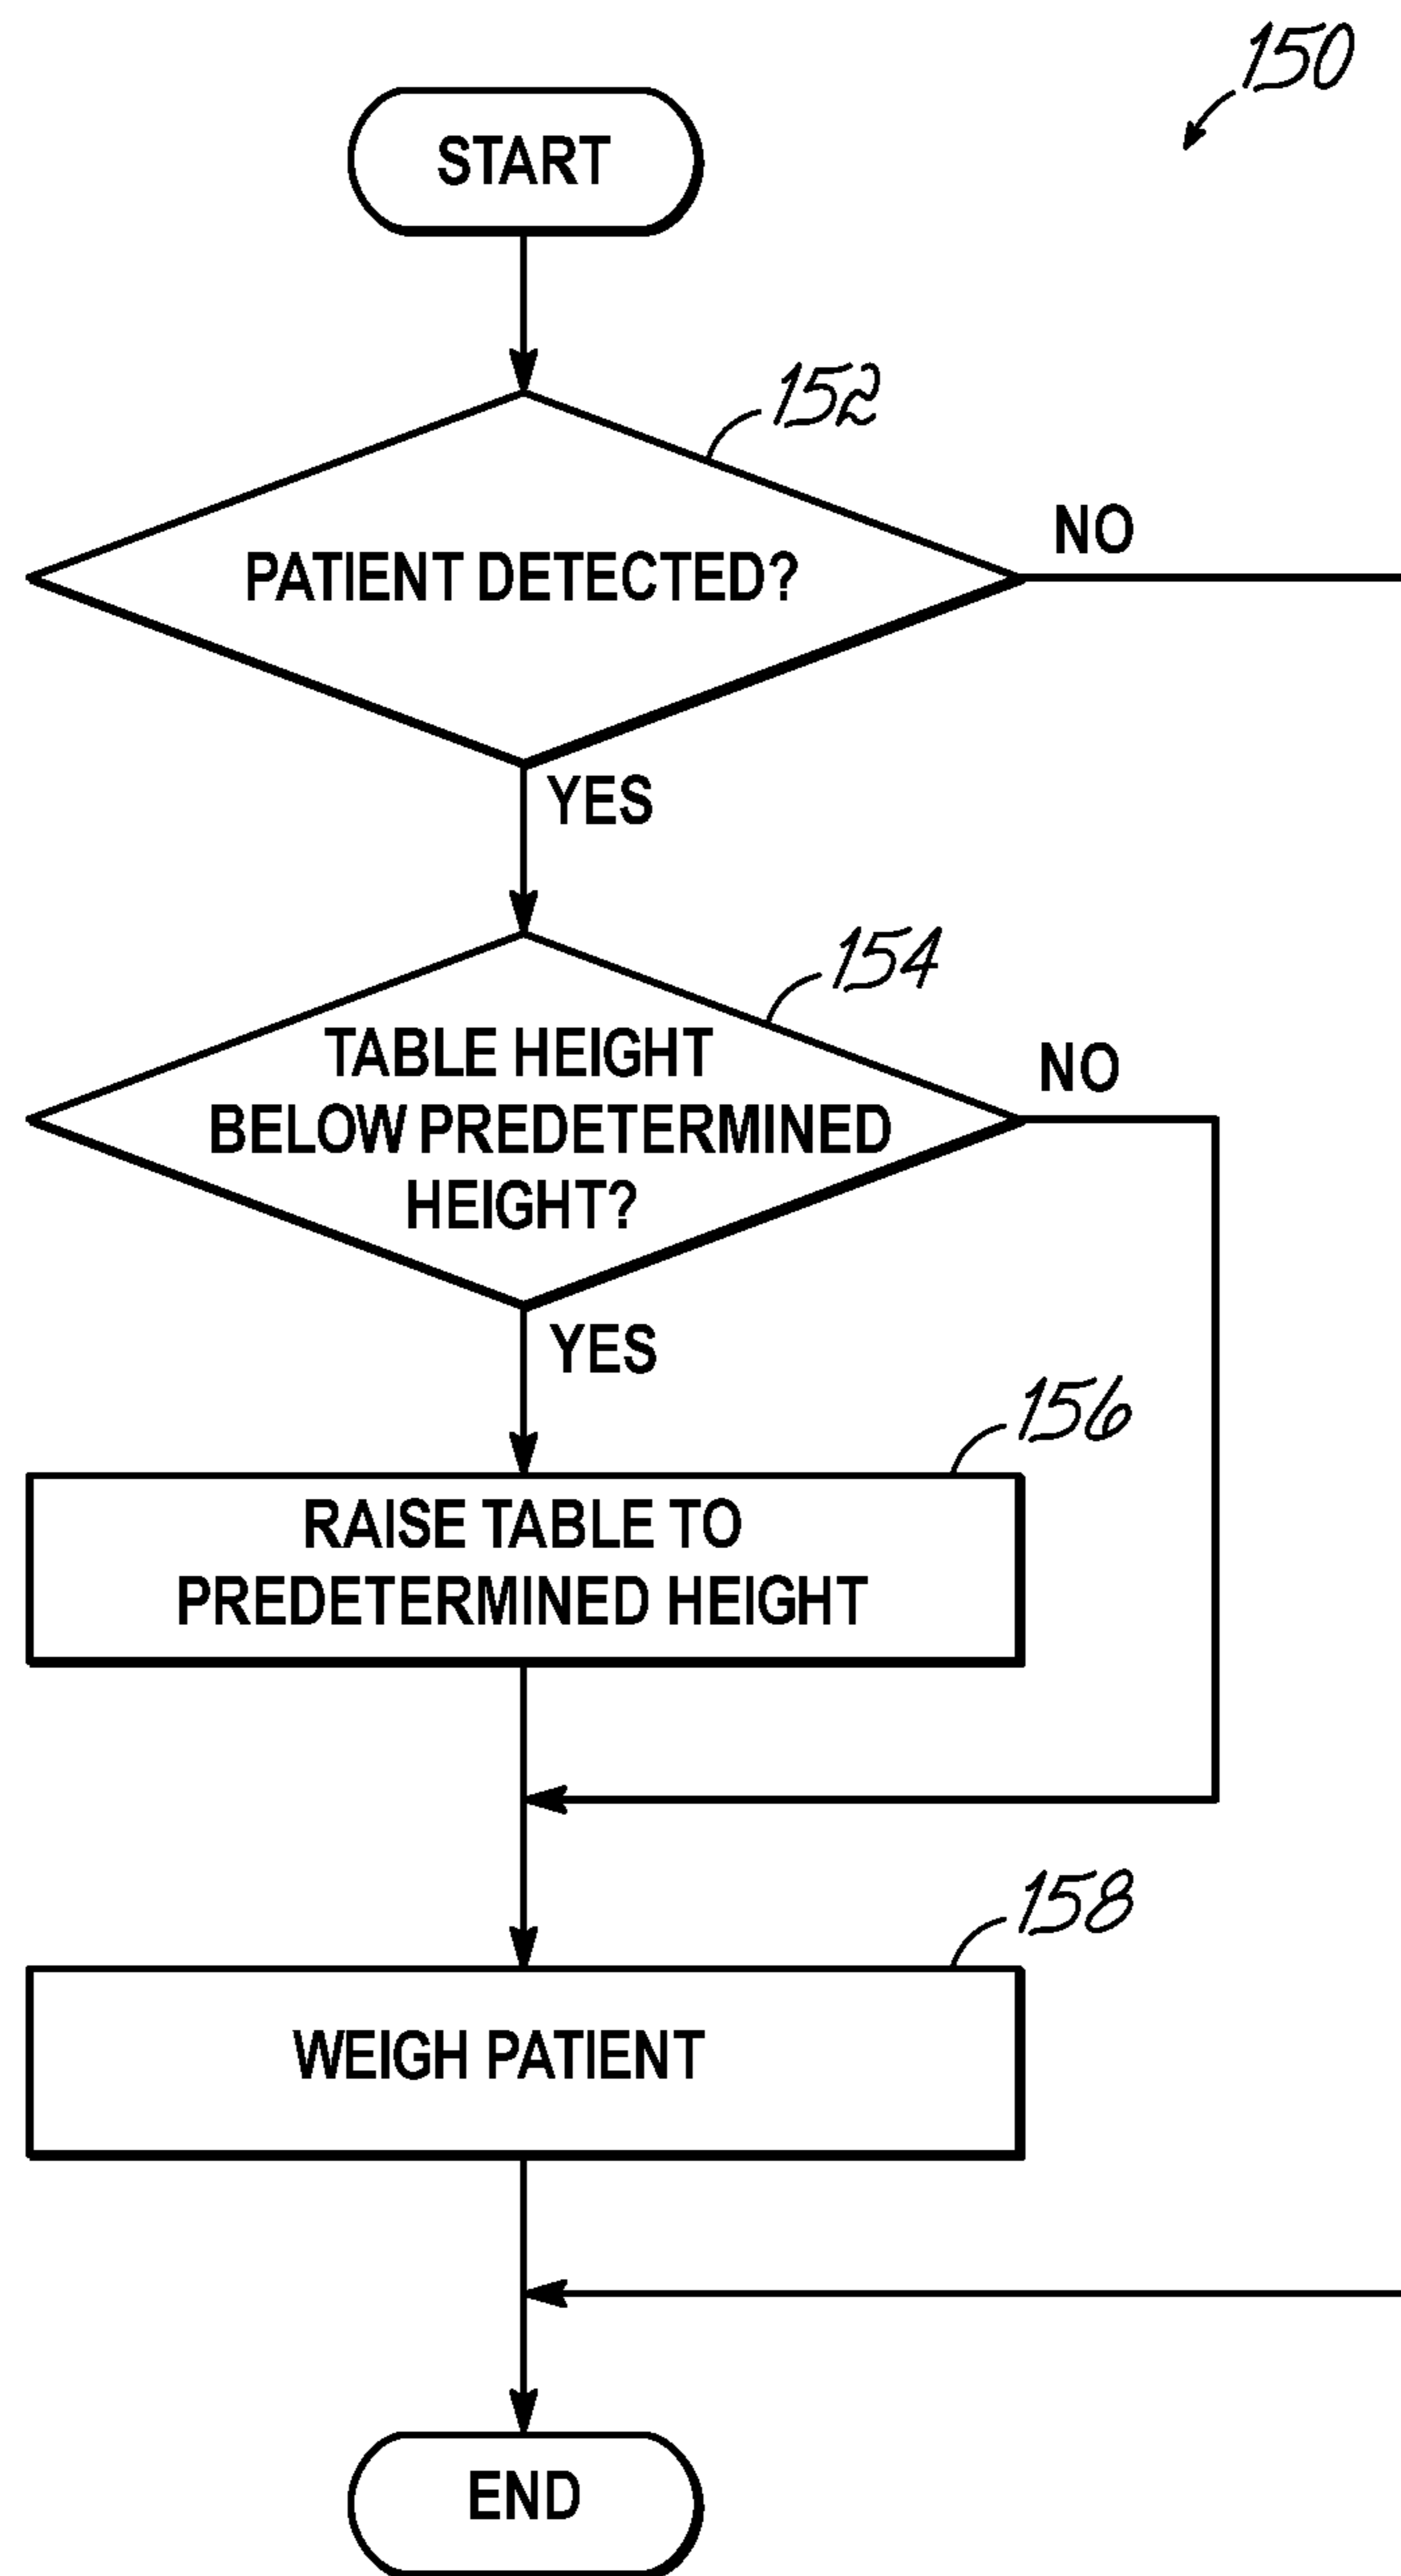 150
START
152
PATIENT DETECTED?
NO
YES
154
TABLE HEIGHT
BELOW PREDETERMINED
HEIGHT?
NO
YES
156
RAISE TABLE TO
PREDETERMINED HEIGHT
158
WEIGH PATIENT
END